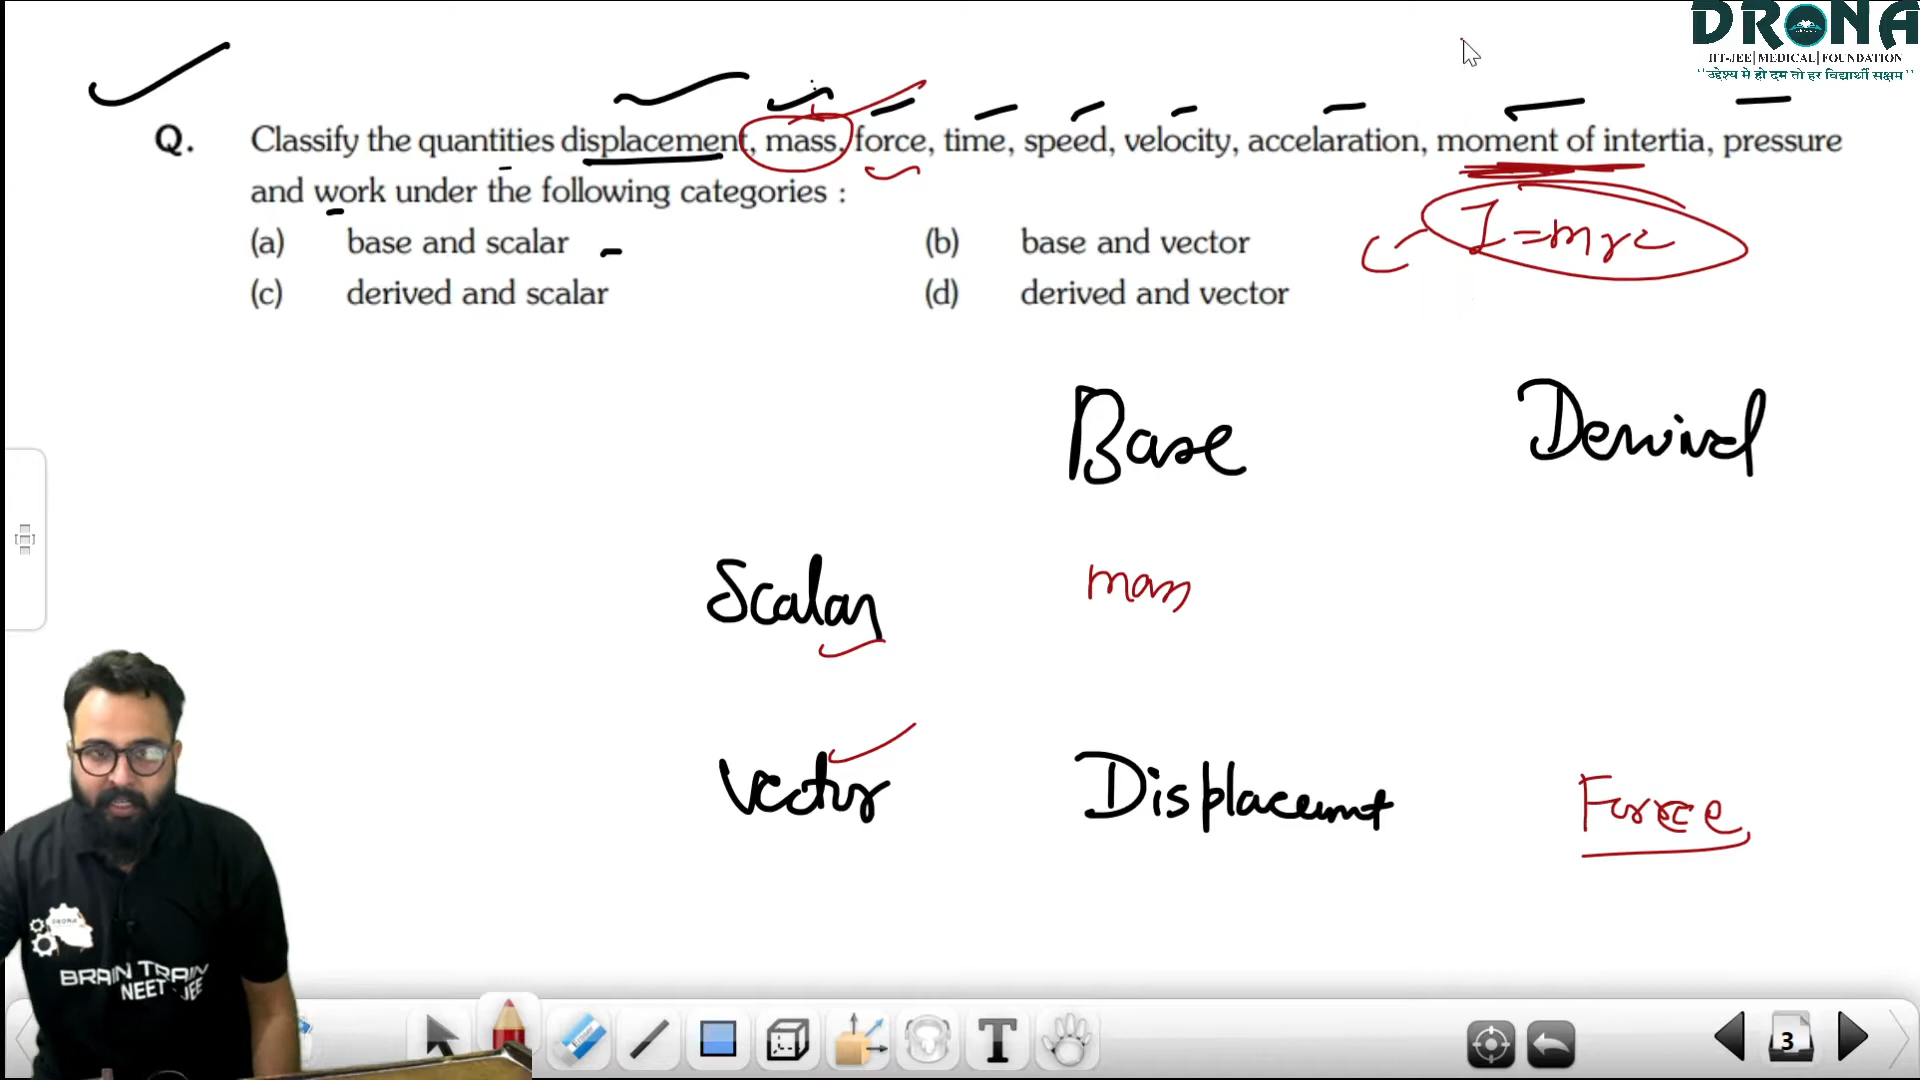 DRONA
IIT-JEE|MEDICAL|FOUNDATION
''उद्देश्य मे हो दम तो हर विद्यार्थी सक्षम''
Q. Classify the quantities displacement, mass, force, time, speed, velocity, accelaration, moment of intertia, pressure
and work under the following categories :
(a) base and scalar (b) base and vector
(c) derived and scalar (d) derived and vector
I = mr2
Base
Scalar mass
Vector Displacemnt Force
BRAIN TRAIN
NEET-JEE
T
3